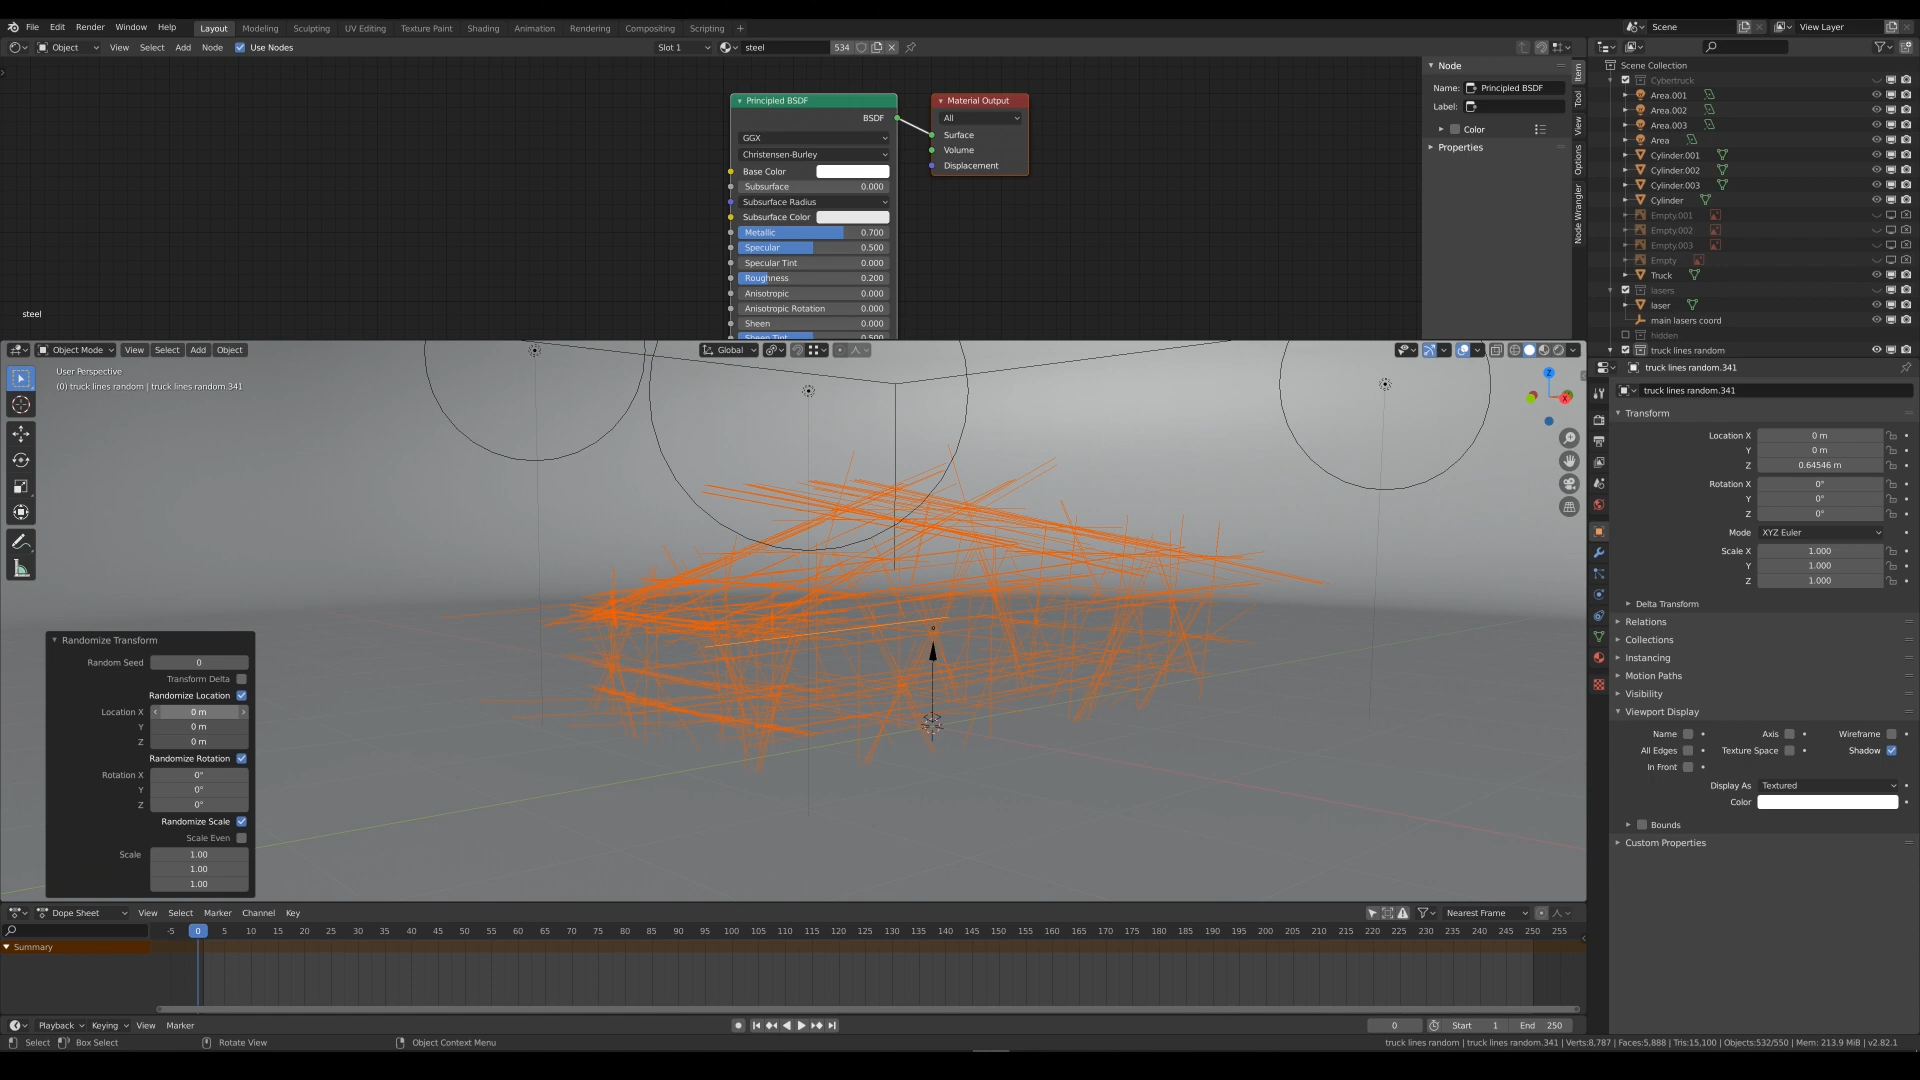 File Edit Render Window Help Layout Modeling Sculpting UV Editing Texture Paint Shading Animation Rendering Compositing Scripting + Scene View Layer
Object View Select Add Node Use Nodes Slot 1 steel 534
Node
Name: Principled BSDF
Label:
Color
Properties
Item
Tool
View
Options
Node Wrangler
Principled BSDF
BSDF
GGX
Christensen-Burley
Base Color
Subsurface 0.000
Subsurface Radius
Subsurface Color
Metallic 0.700
Specular 0.500
Specular Tint 0.000
Roughness 0.200
Anisotropic 0.000
Anisotropic Rotation 0.000
Sheen 0.000
Sheen Tint 0.500
Material Output
All
Surface
Volume
Displacement
steel
Scene Collection
Cybertruck
Area.001
Area.002
Area.003
Area
Cylinder.001
Cylinder.002
Cylinder.003
Cylinder
Empty.001
Empty.002
Empty.003
Empty
Truck
lasers
laser
main lasers coord
hidden
truck lines random
Object Mode View Select Add Object Global
User Perspective
(0) truck lines random | truck lines random.341
Z
X
Randomize Transform
Random Seed 0
Transform Delta
Randomize Location
Location X 0 m
Y 0 m
Z 0 m
Randomize Rotation
Rotation X 0°
Y 0°
Z 0°
Randomize Scale
Scale Even
Scale 1.00
1.00
1.00
truck lines random.341
truck lines random.341
Transform
Location X 0 m
Y 0 m
Z 0.64546 m
Rotation X 0°
Y 0°
Z 0°
Mode XYZ Euler
Scale X 1.000
Y 1.000
Z 1.000
Delta Transform
Relations
Collections
Instancing
Motion Paths
Visibility
Viewport Display
Name Axis Wireframe
All Edges Texture Space Shadow
In Front
Display As Textured
Color
Bounds
Custom Properties
Dope Sheet View Select Marker Channel Key Nearest Frame
-5 0 5 10 15 20 25 30 35 40 45 50 55 60 65 70 75 80 85 90 95 100 105 110 115 120 125 130 135 140 145 150 155 160 165 170 175 180 185 190 195 200 205 210 215 220 225 230 235 240 245 250 255
Summary
Playback Keying View Marker 0 Start 1 End 250
Select Box Select Rotate View Object Context Menu truck lines random | truck lines random.341 | Verts:8,787 | Faces:5,888 | Tris:15,100 | Objects:532/550 | Mem: 213.9 MiB | v2.82.1